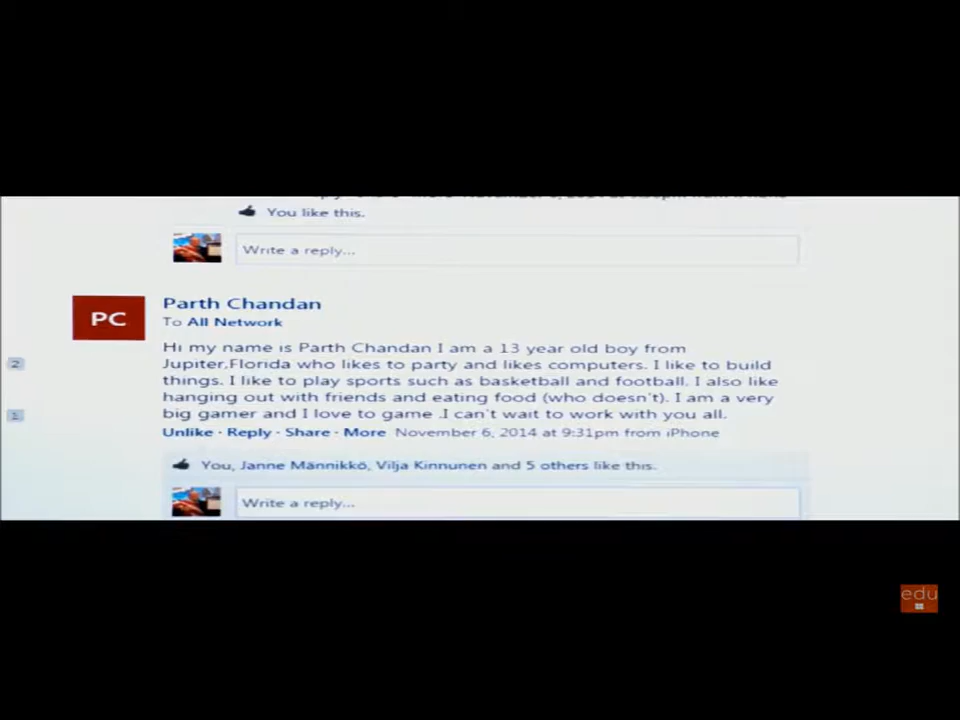 You like this.
Write a reply...
PC
Parth Chandan
To All Network
Hi my name is Parth Chandan I am a 13 year old boy from
Jupiter,Florida who likes to party and likes computers. I like to build
things. I like to play sports such as basketball and football. I also like
hanging out with friends and eating food (who doesn't). I am a very
big gamer and I love to game .I can't wait to work with you all.
Unlike · Reply · Share · More November 6, 2014 at 9:31pm from iPhone
2
1
You, Janne Männikkö, Vilja Kinnunen and 5 others like this.
Write a reply...
edu